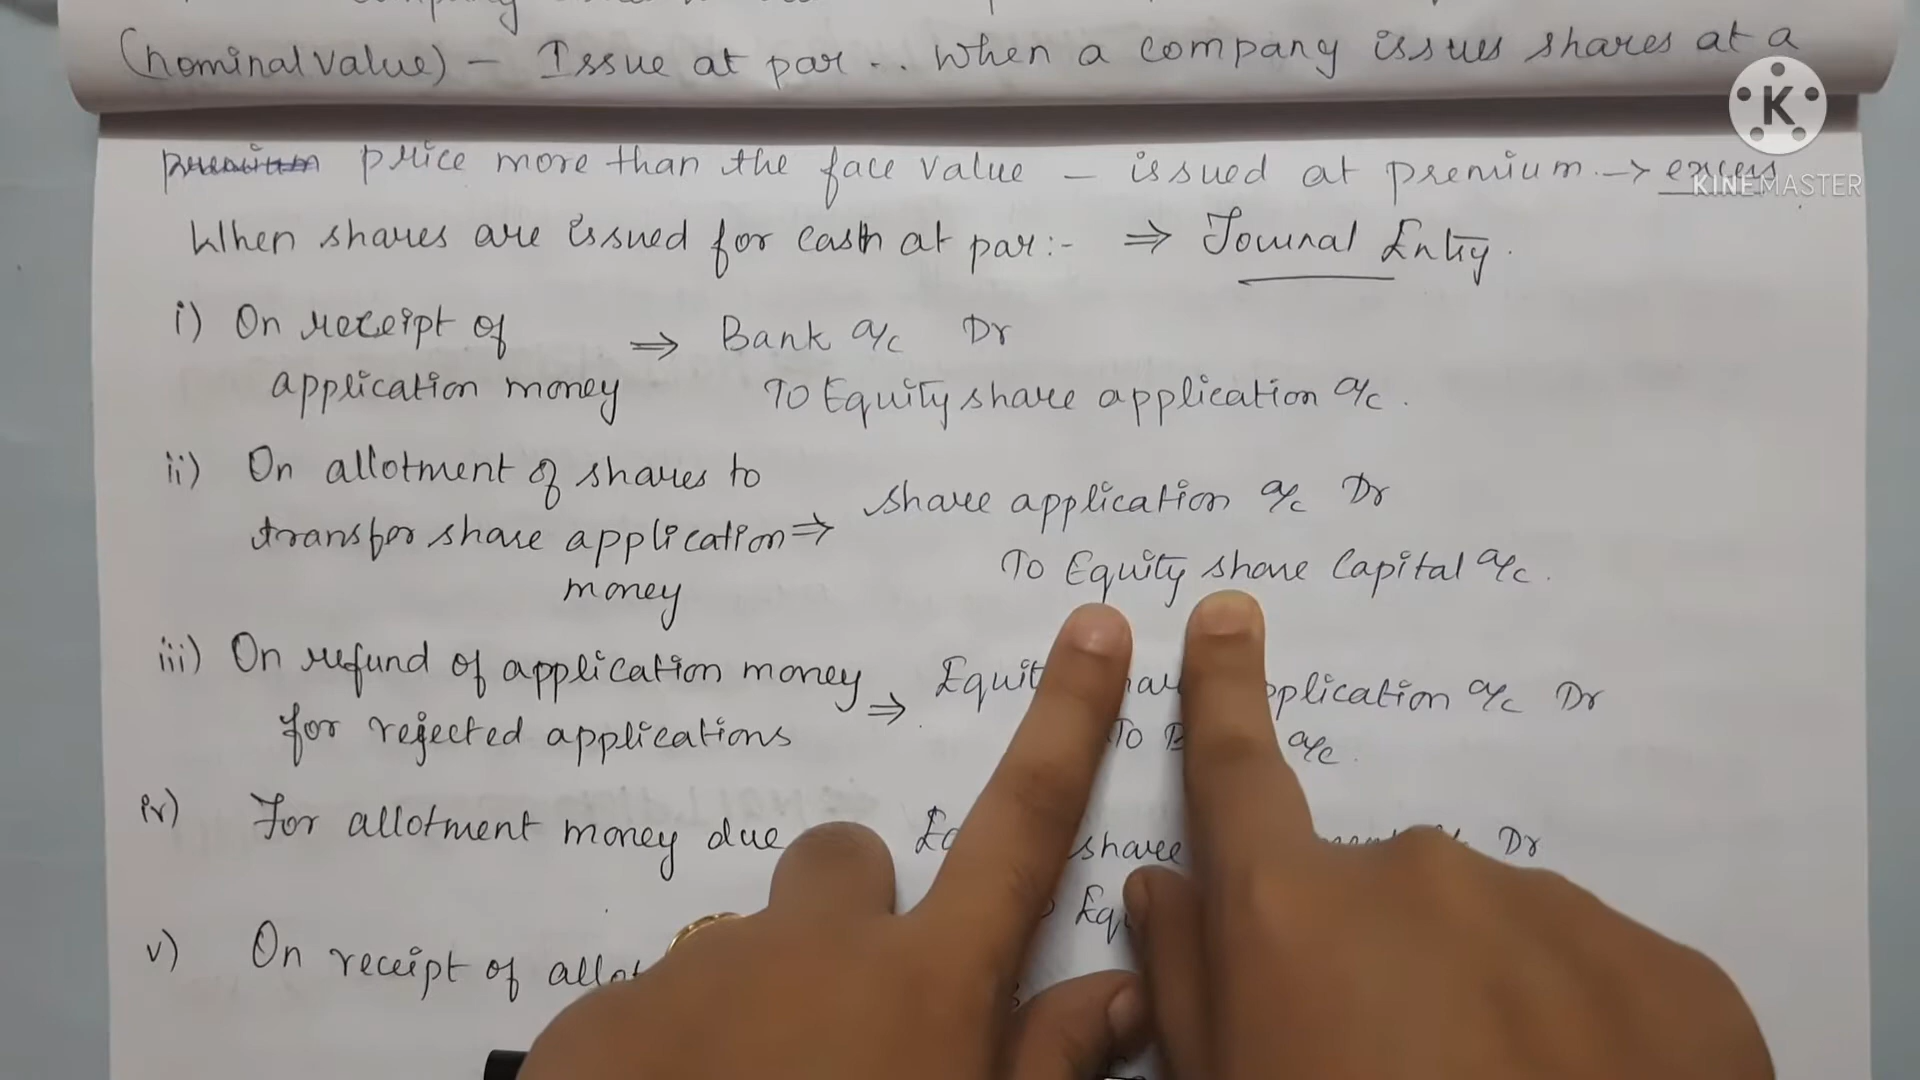 (nominal value) - Issue at par .. When a company issues shares at a
price more than the face value - issued at premium. → excess
KINEMASTER
When shares are issued for cash at par:- ⇒ Journal Entry.
i) On receipt of ⇒ Bank a/c Dr
application money To Equity share application a/c.
ii) On allotment of shares to share application a/c Dr
transfer share application ⇒
money To Equity share Capital a/c.
iii) On refund of application money ⇒ Equit application a/c Dr
for rejected applications To a/c.
iv) For allotment money due share Dr
v) On receipt of